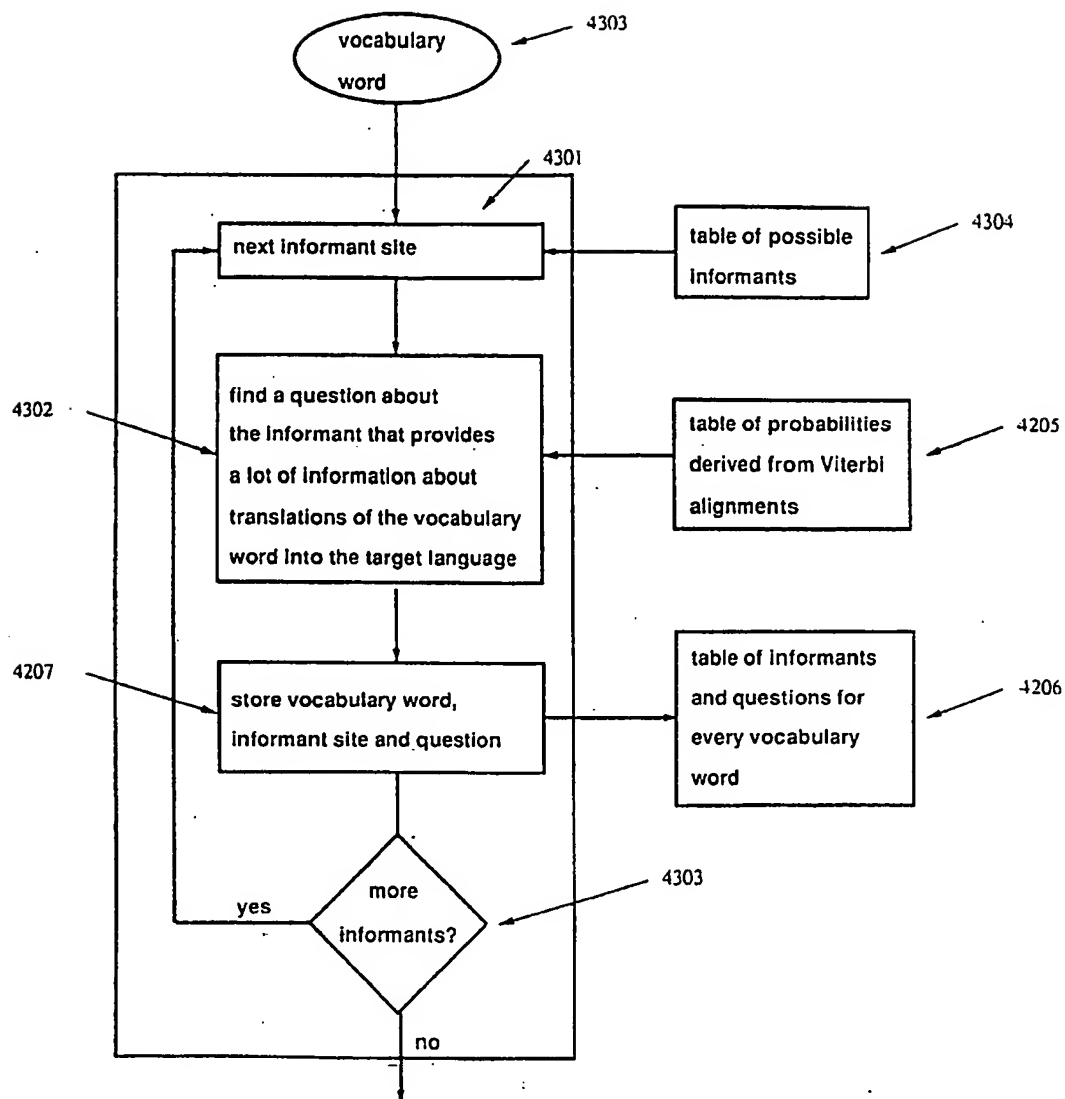 4303
vocabulary
word
4301
next informant site
table of possible
informants
4304
4302
find a question about
the informant that provides
a lot of information about
translations of the vocabulary
word into the target language
table of probabilities
derived from Viterbi
alignments
4205
4207
store vocabulary word,
informant site and question
table of informants
and questions for
every vocabulary
word
4206
4303
more
informants?
yes
no